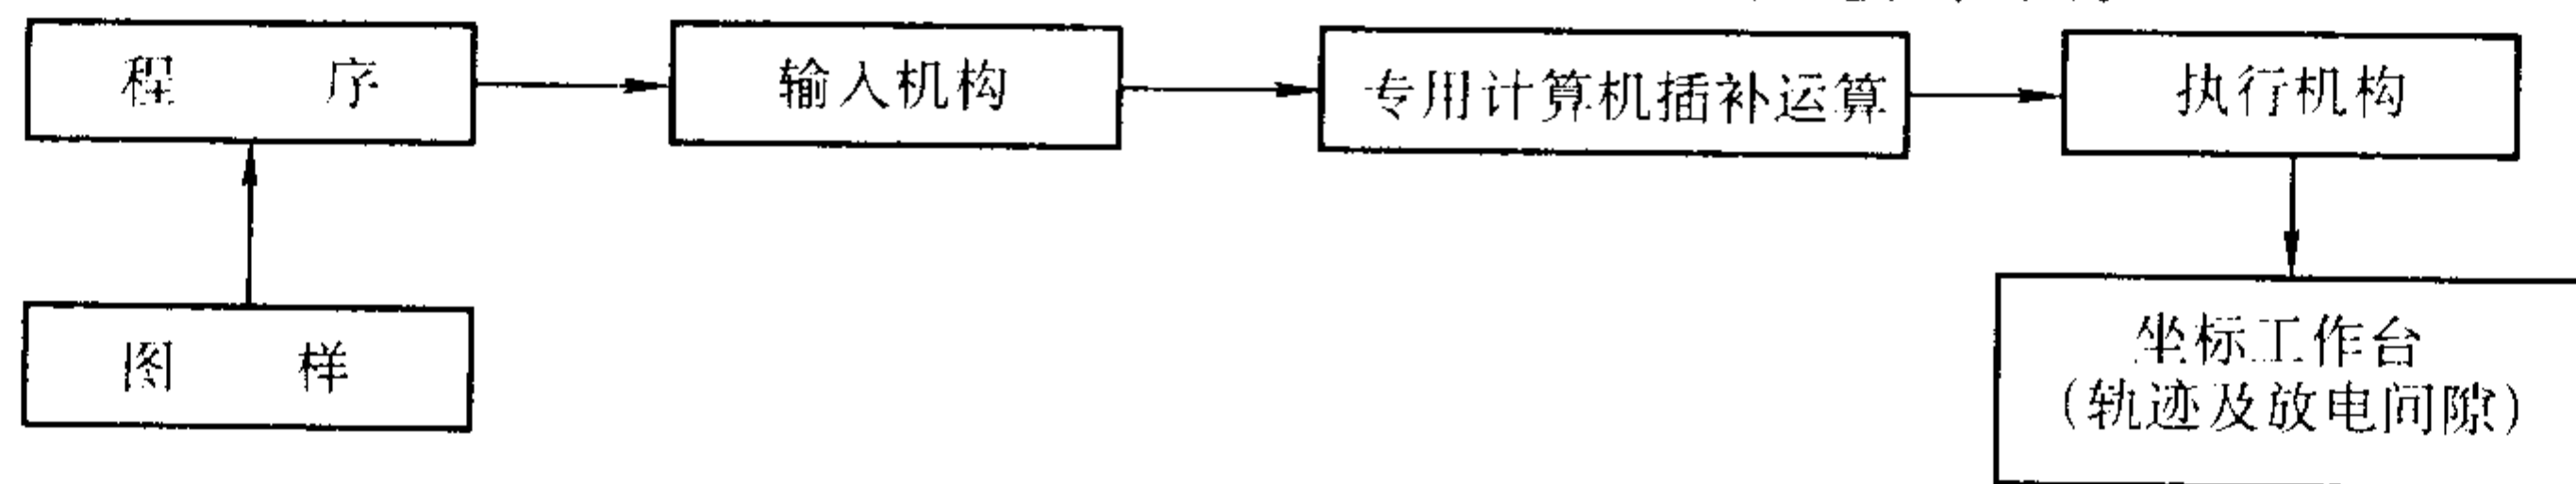 程 序
输入机构
专用计算机插补运算
执行机构
图 样
坐标工作台
(轨迹及放电间隙)